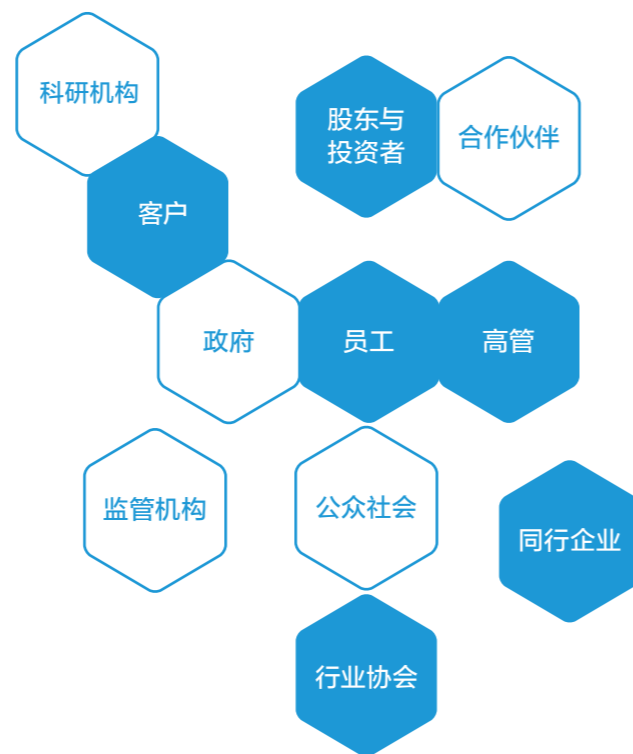 科研机构
股东与
投资者
合作伙伴
客户
政府
员工
高管
监管机构
公众社会
同行企业
行业协会